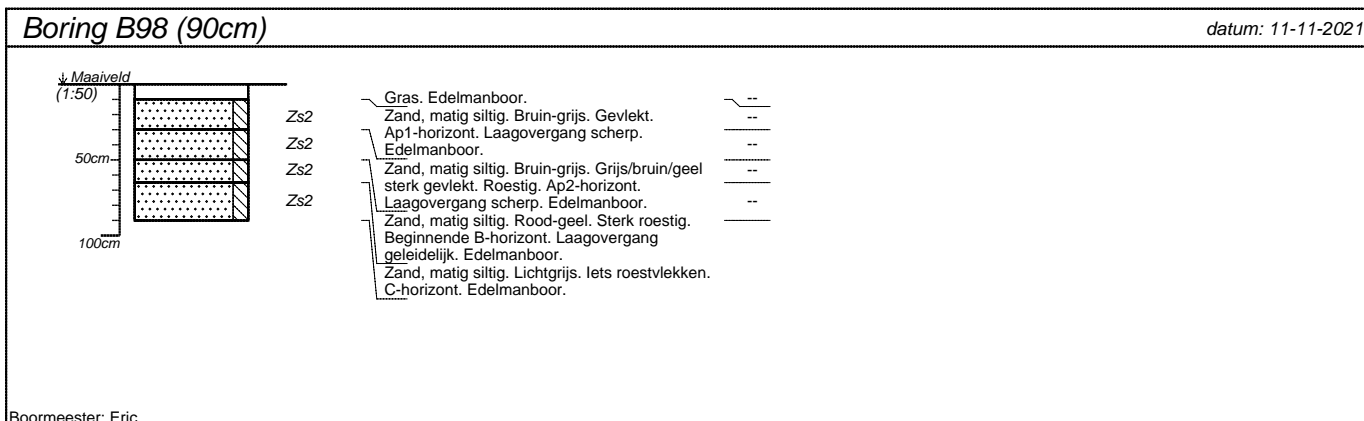 Boring B98 (90cm)
datum: 11-11-2021
Maaiveld
(1:50)
50cm
100cm
Zs2
Zs2
Zs2
Zs2
Gras. Edelmanboor.
Zand, matig siltig. Bruin-grijs. Gevlekt.
Ap1-horizont. Laagovergang scherp.
Edelmanboor.
Zand, matig siltig. Bruin-grijs. Grijs/bruin/geel
sterk gevlekt. Roestig. Ap2-horizont.
Laagovergang scherp. Edelmanboor.
Zand, matig siltig. Rood-geel. Sterk roestig.
Beginnende B-horizont. Laagovergang
geleidelijk. Edelmanboor.
Zand, matig siltig. Lichtgrijs. Iets roestvlekken.
C-horizont. Edelmanboor.
--
--
--
--
--
Boormeester: Eric